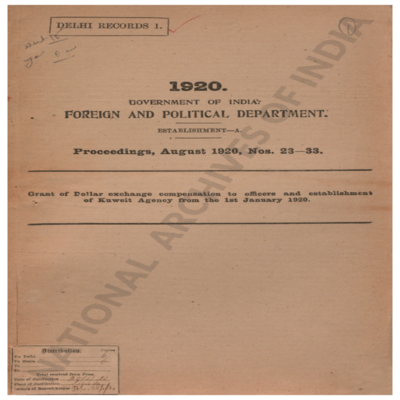 DELHI RECORDS 1.
1920.
GOVERNMENT OF INDIA.
FOREIGN AND POLITICAL DEPARTMENT.
ESTABLISHMENT—A.
Proceedings, August 1920, Nos. 23—33.
Grant of Dollar exchange compensation to officers and establishment
of Kuweit Agency from the 1st January 1920.
NATIONAL ARCHIVES OF INDIA
Distribution.